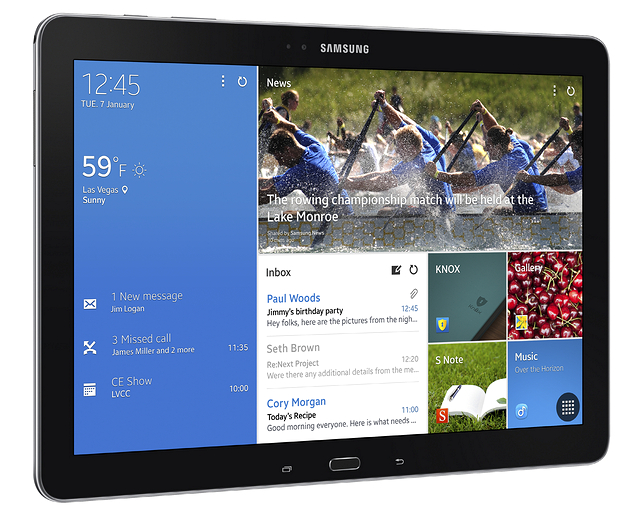 SAMSUNG
12:45
TUE. 7 January
59°F
Las Vegas
Sunny
1 New message
Jim Logan
3 Missed call
James Miller and 2 more 11:35
CE Show
LVCC 10:00
News
The rowing championship match will be held at the
Lake Monroe
Shared by Samsung News
10 mins ago
Inbox
Paul Woods
Jimmy's birthday party 12:45
Hey folks, here are the pictures from the nigh...
Seth Brown
Re:Next Project 12:20
Were there any additional details from the me...
Cory Morgan
Today's Recipe 11:00
Good morning everyone. Here is what needs ...
KNOX
Gallery
S Note
S
Music
Over the Horizon